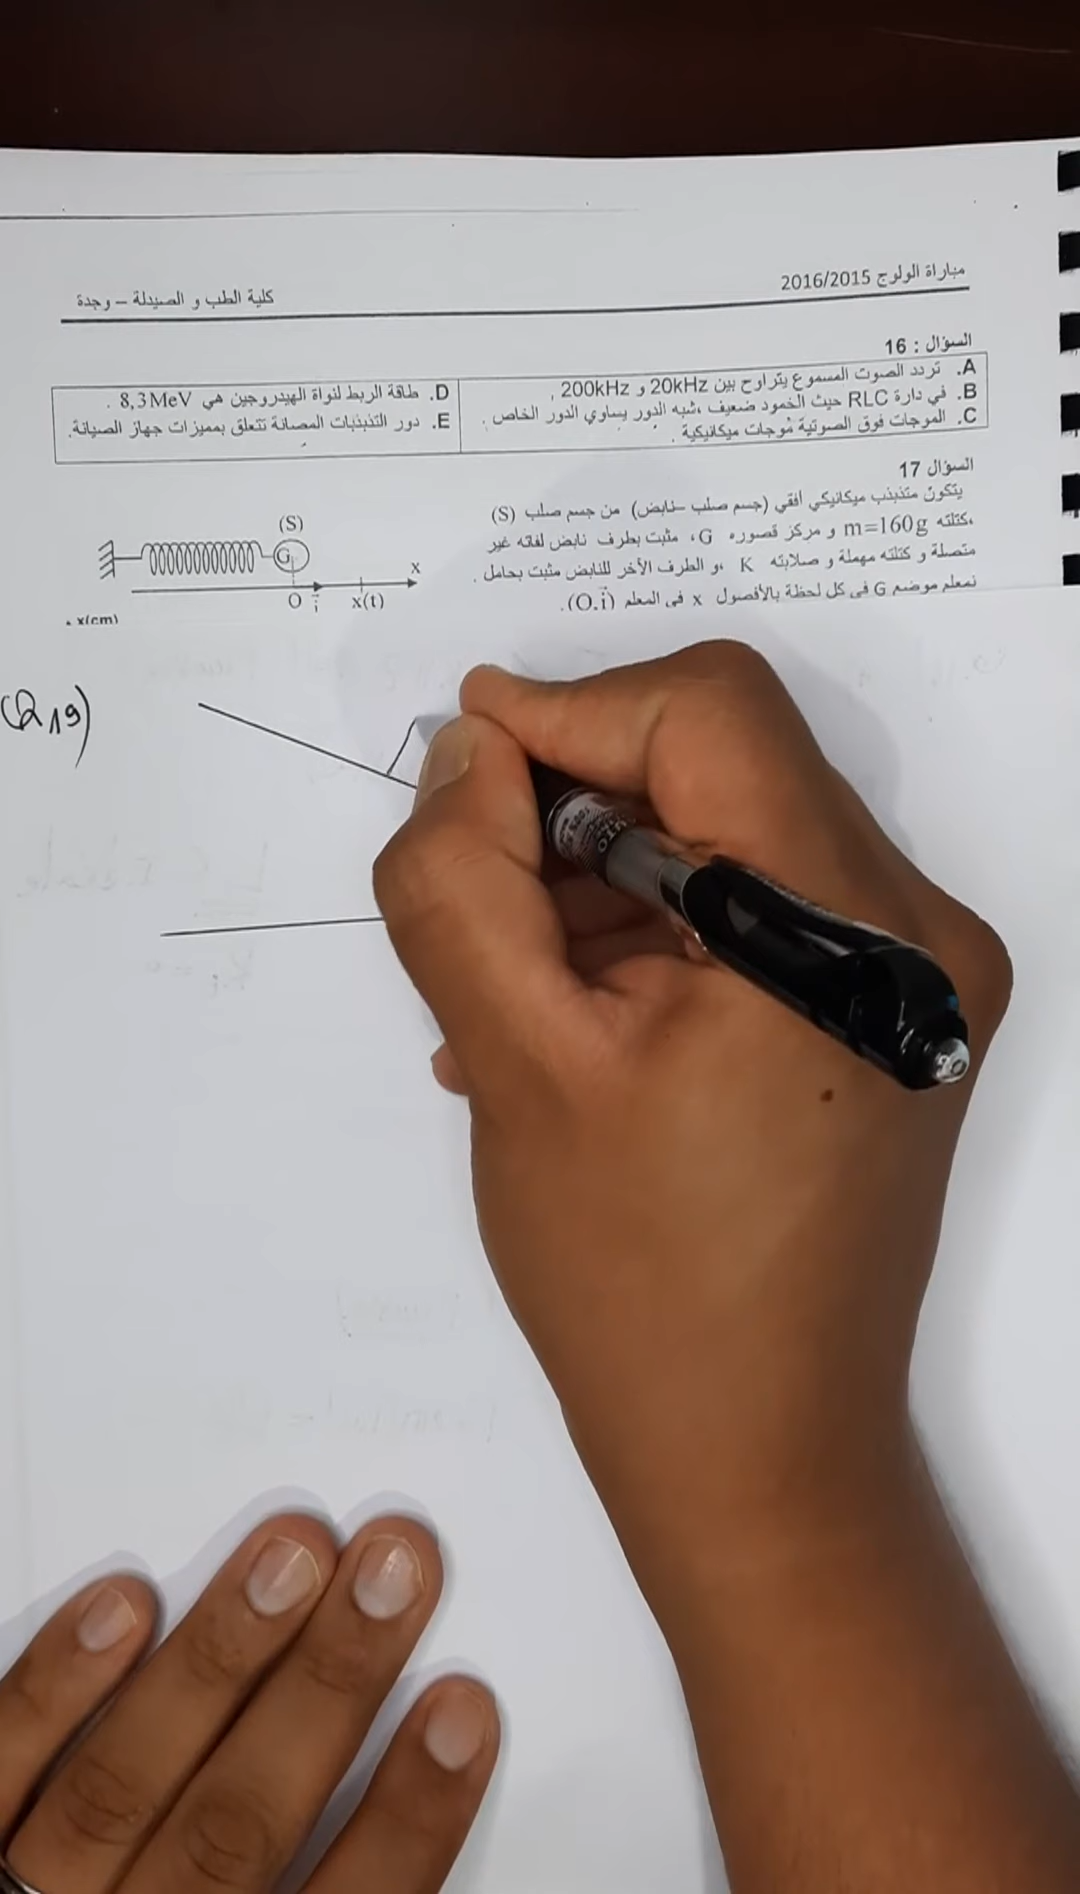 مباراة الولوج 2016/2015
كلية الطب و الصيدلة – وجدة
السؤال : 16
A. تردد الصوت المسموع يتراوح بين 20kHz و 200kHz .
B. في دارة RLC حيث الخمود ضعيف، شبه الدور يساوي الدور الخاص .
C. الموجات فوق الصوتية موجات ميكانيكية .
D. طاقة الربط لنواة الهيدروجين هي 8,3MeV .
E. دور التذبذبات المصانة تتعلق بمميزات جهاز الصيانة.
السؤال 17
يتكون متذبذب ميكانيكي أفقي (جسم صلب –نابض) من جسم صلب (S)
كتلته m=160g و مركز قصوره G، مثبت بطرف نابض لفاته غير
متصلة و كتلته مهملة و صلابته K ،و الطرف الآخر للنابض مثبت بحامل .
نمعلم موضع G في كل لحظة بالأفصول x في المعلم (O.i).
(S)
G
x
O i x(t)
x(cm)
Q19)